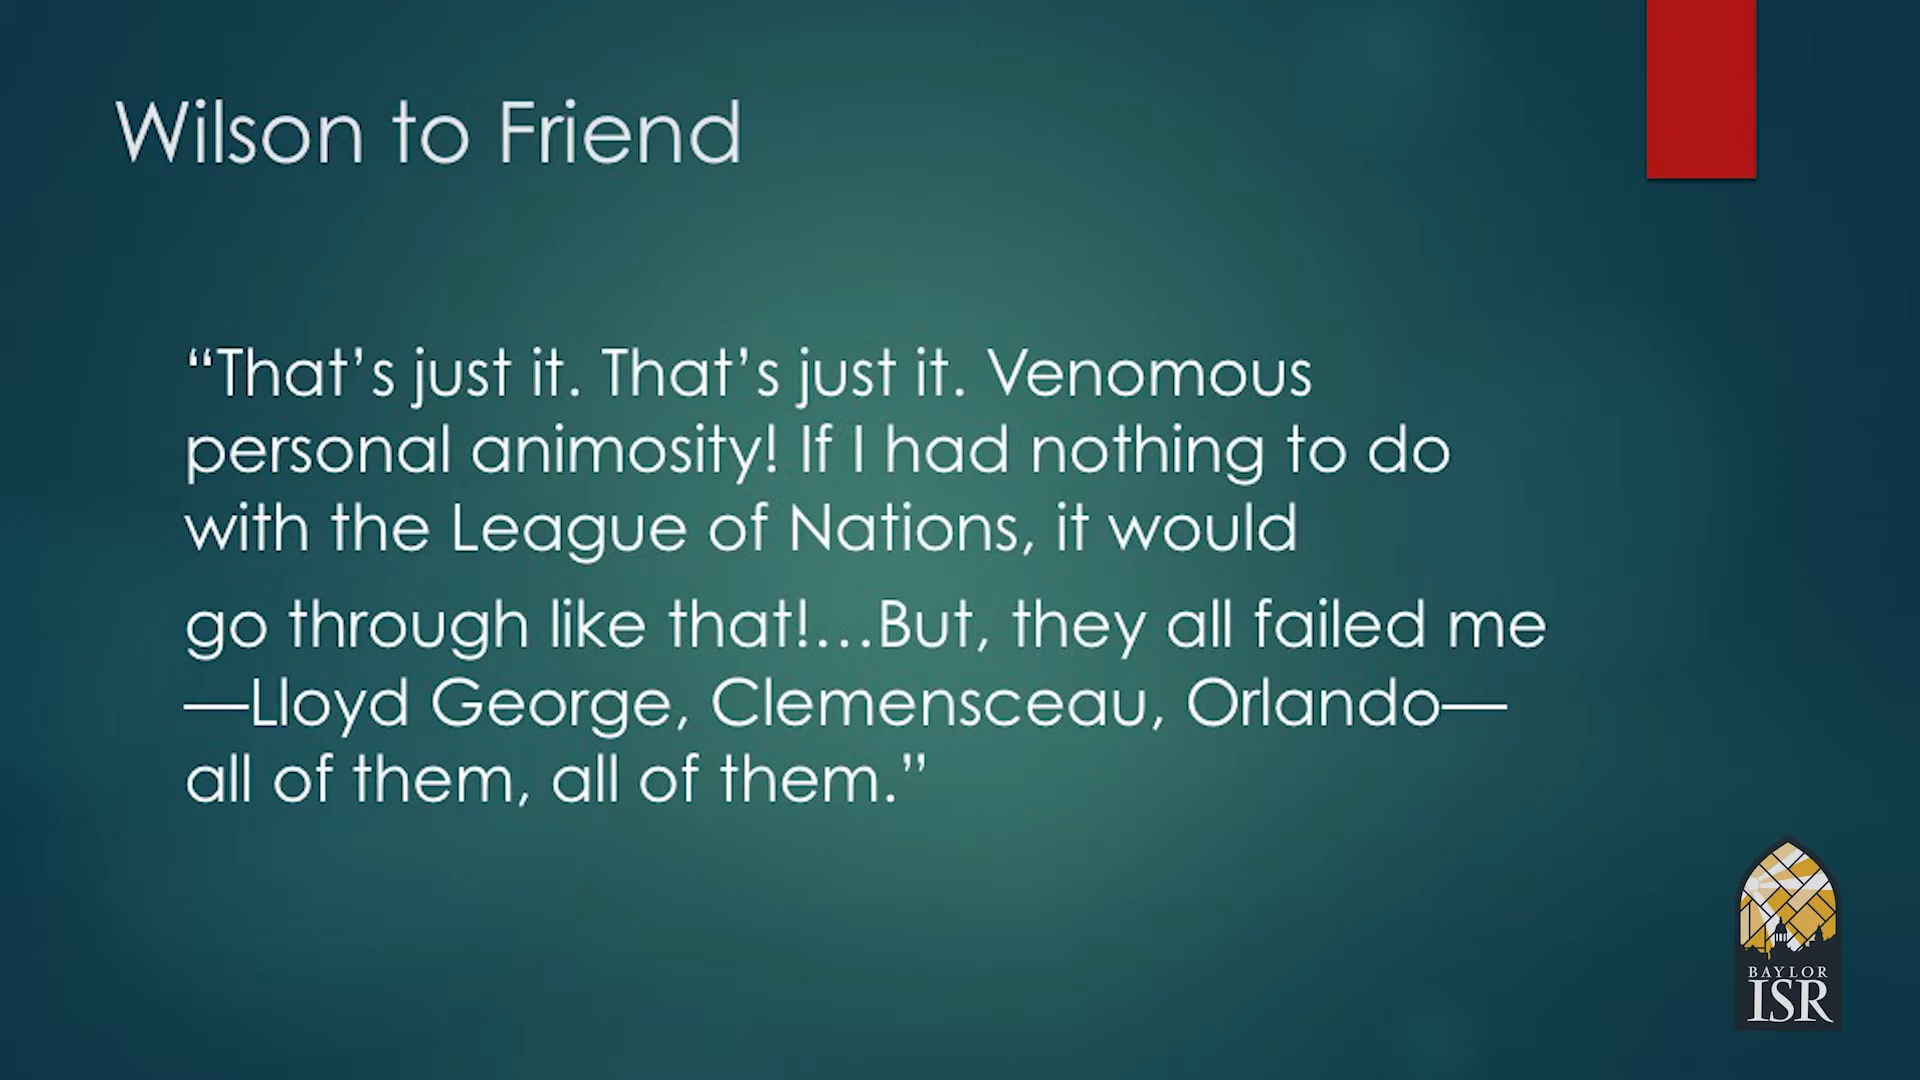 Wilson to Friend
“That’s just it. That’s just it. Venomous
personal animosity! If I had nothing to do
with the League of Nations, it would
go through like that!…But, they all failed me
—Lloyd George, Clemensceau, Orlando—
all of them, all of them.”
BAYLOR
ISR